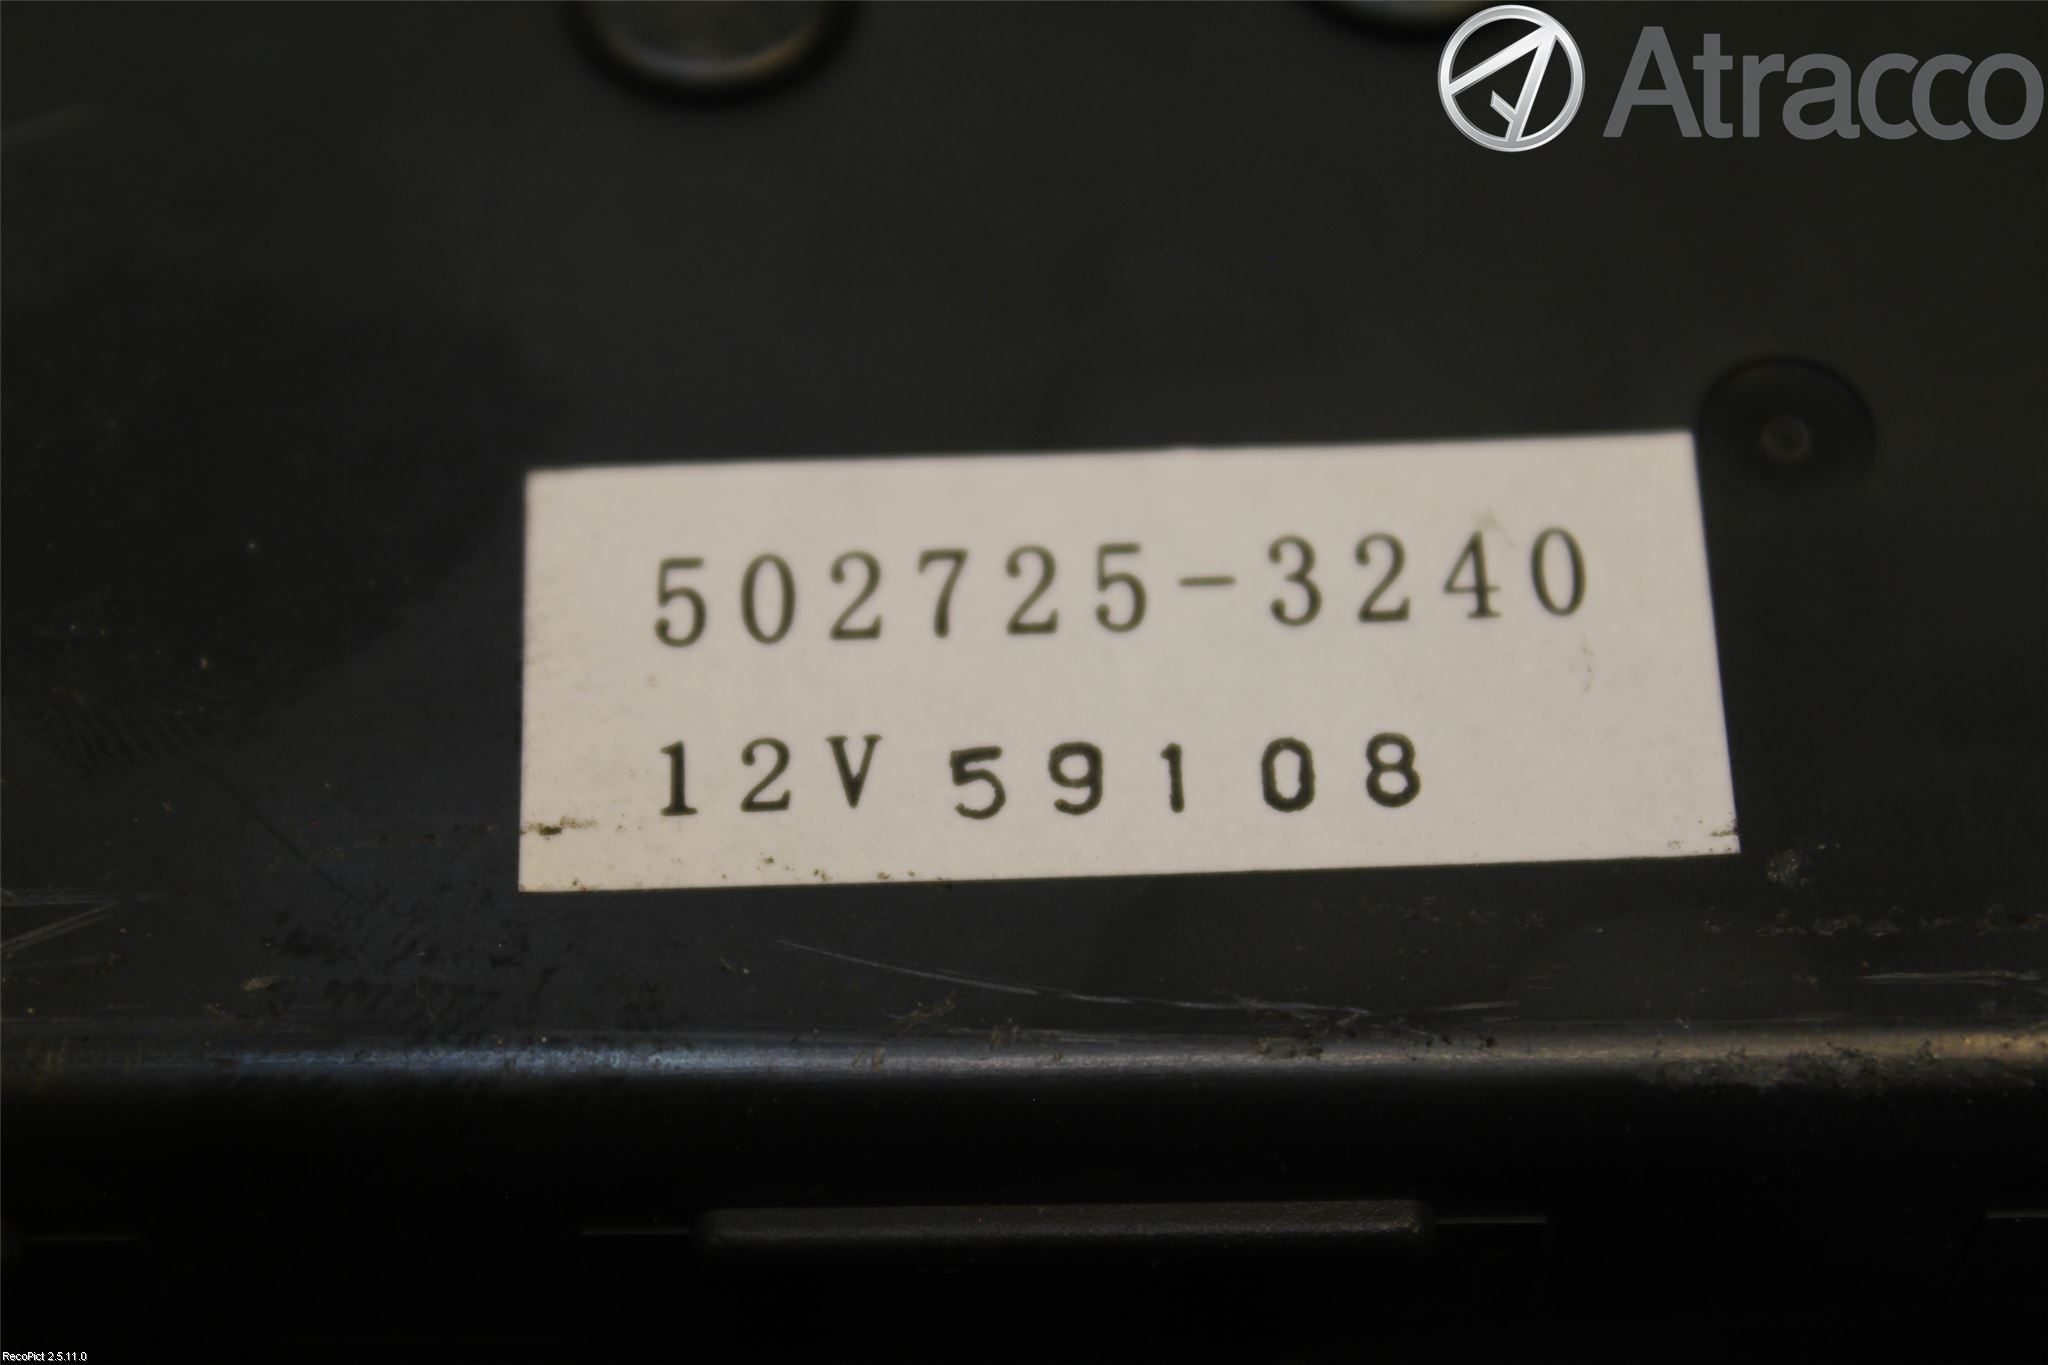 Atracco
502725-3240
12V 59108
RecoPict 2.5.11.0